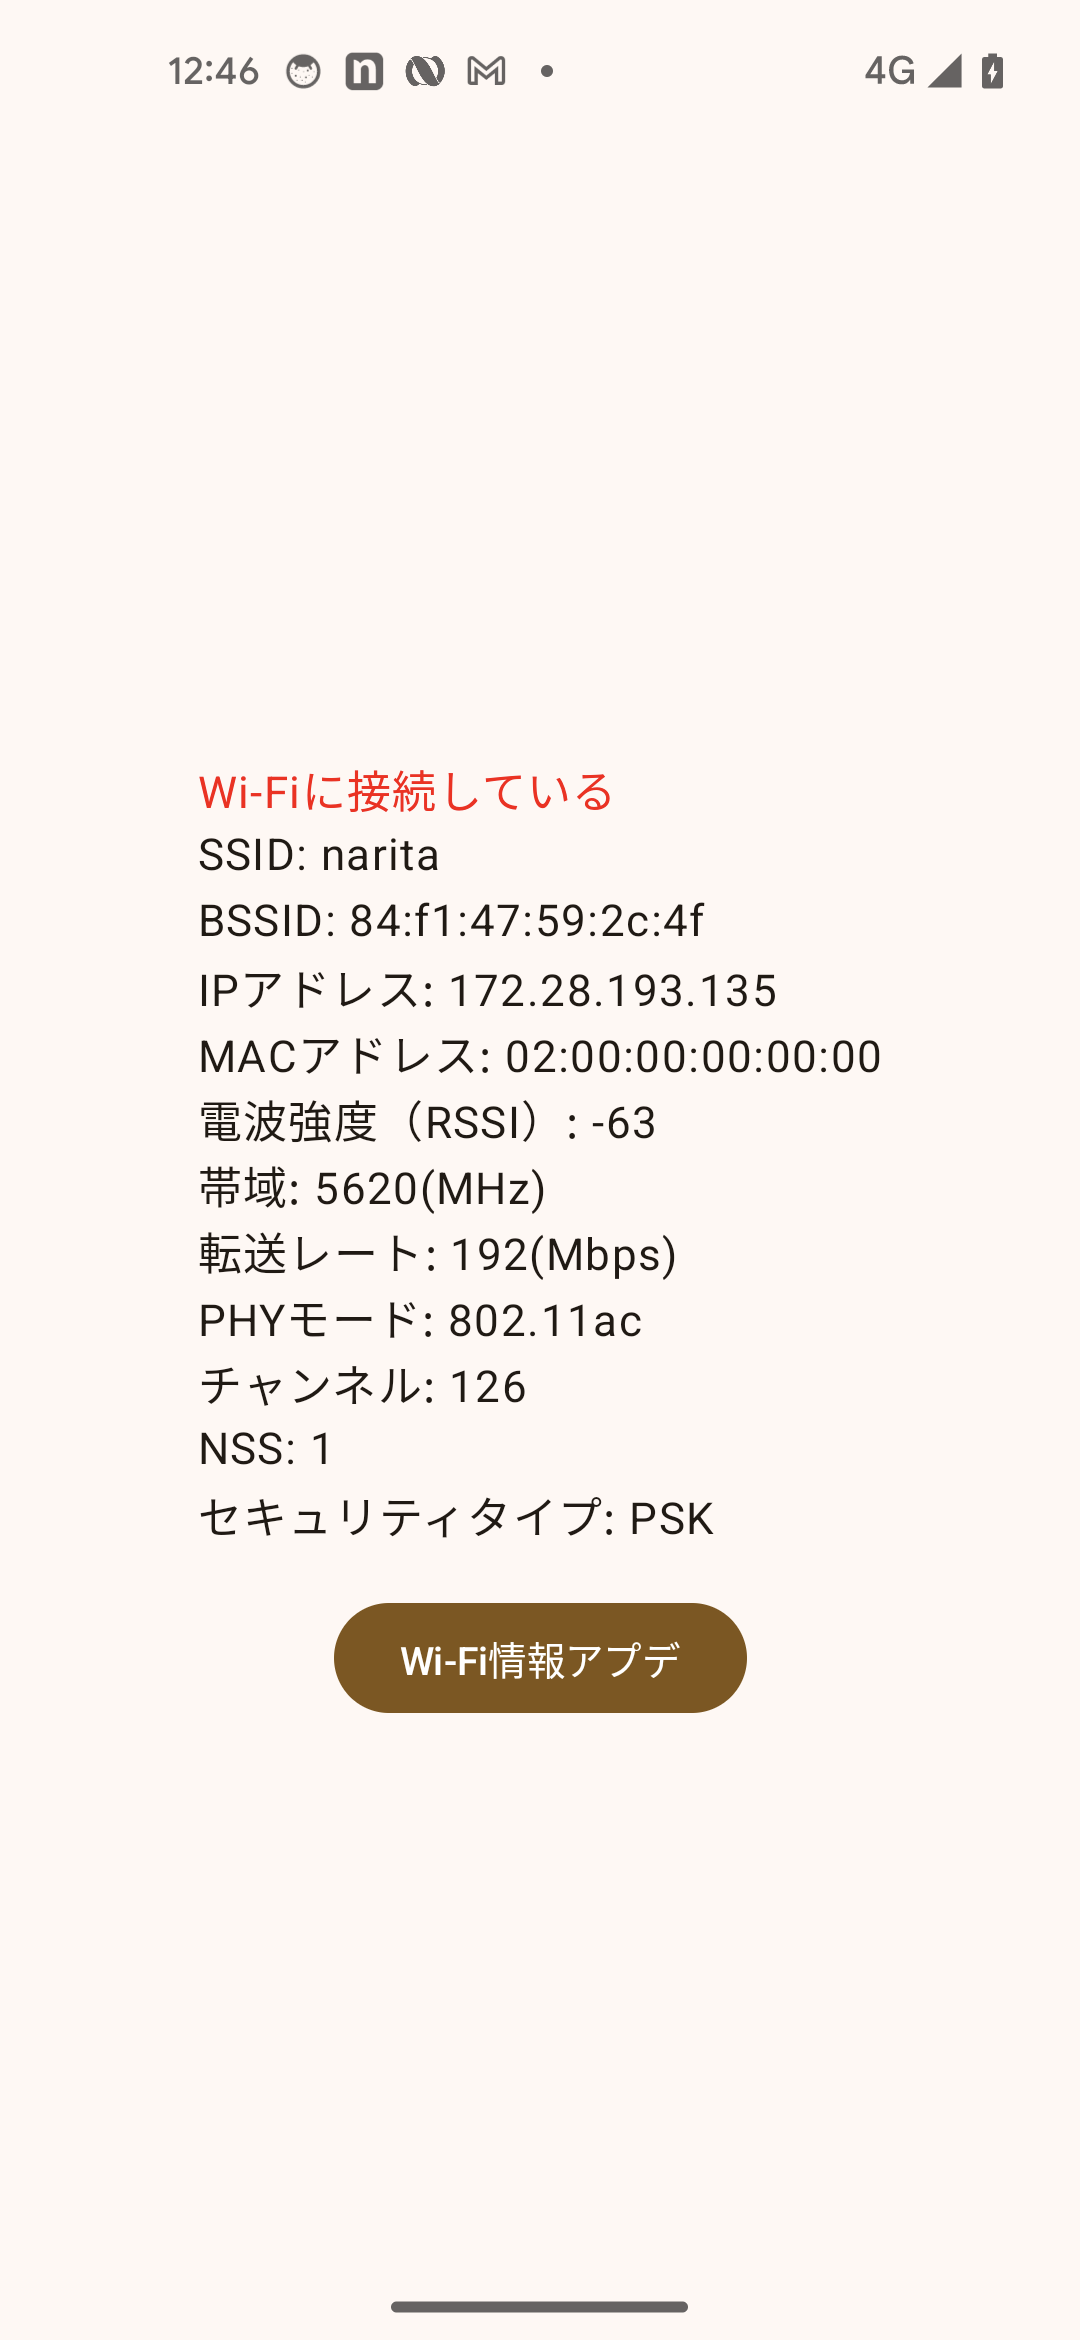 12:46 4G
Wi-Fiに接続している
SSID: narita
BSSID: 84:f1:47:59:2c:4f
IPアドレス: 172.28.193.135
MACアドレス: 02:00:00:00:00:00
電波強度（RSSI）: -63
帯域: 5620(MHz)
転送レート: 192(Mbps)
PHYモード: 802.11ac
チャンネル: 126
NSS: 1
セキュリティタイプ: PSK
Wi-Fi情報アプデ